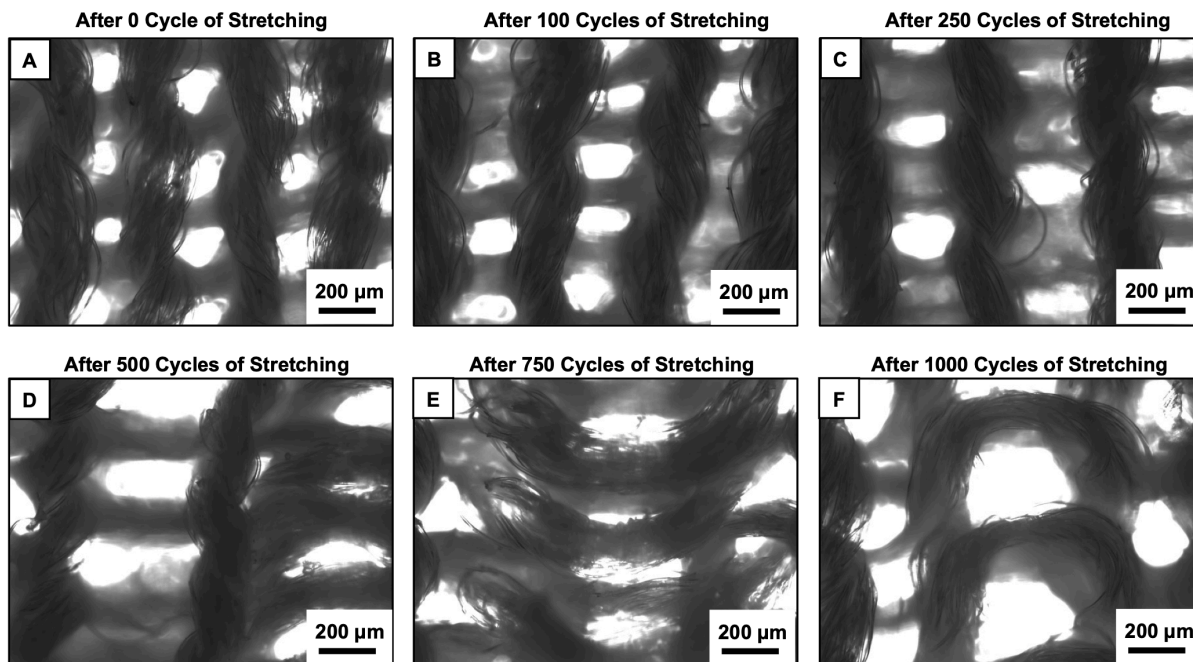 After 0 Cycle of Stretching
After 100 Cycles of Stretching
After 250 Cycles of Stretching
A
B
C
200 µm
200 µm
200 µm
After 500 Cycles of Stretching
After 750 Cycles of Stretching
After 1000 Cycles of Stretching
D
E
F
200 µm
200 µm
200 µm